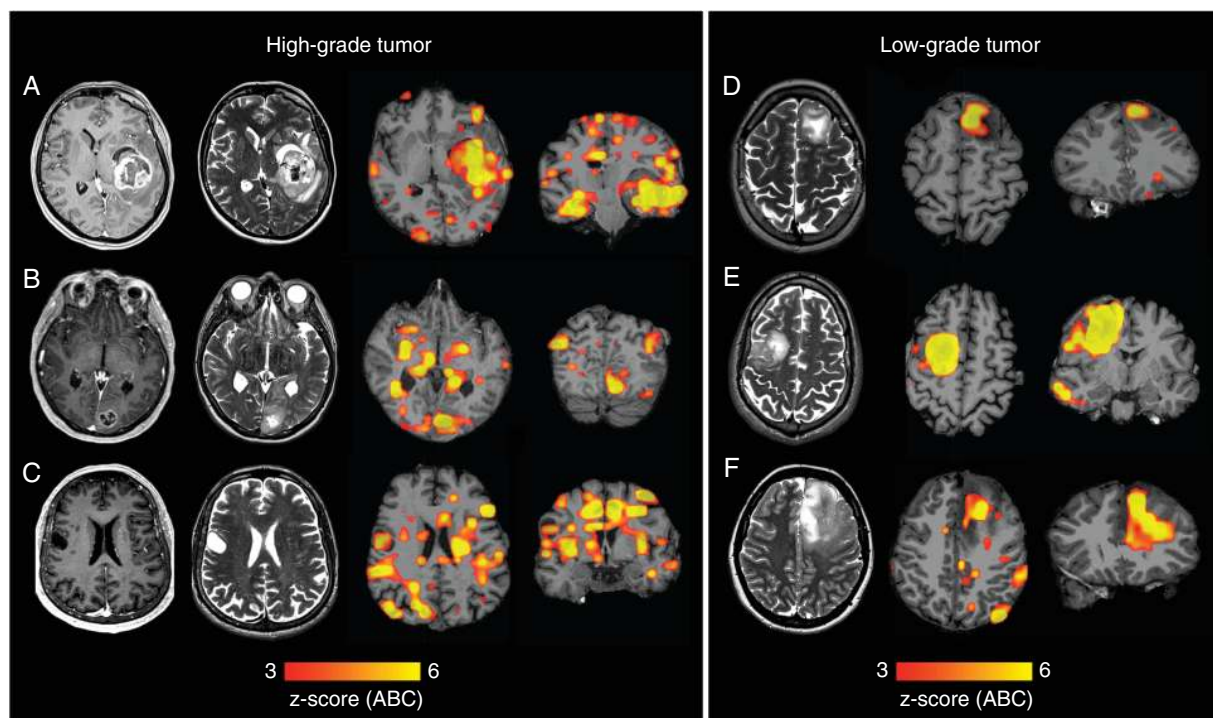 High-grade tumor
A
B
C
3 6
z-score (ABC)
Low-grade tumor
D
E
F
3 6
z-score (ABC)